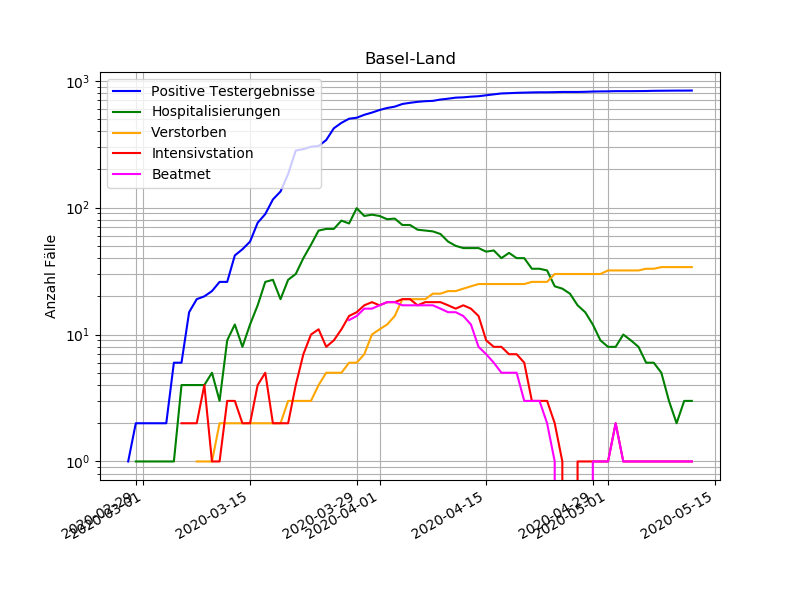 Basel-Land
Anzahl Fälle
10³
10²
10¹
10⁰
Positive Testergebnisse
Hospitalisierungen
Verstorben
Intensivstation
Beatmet
2020-03-01
2020-03-15
2020-03-29
2020-04-01
2020-04-15
2020-04-29
2020-05-01
2020-05-15